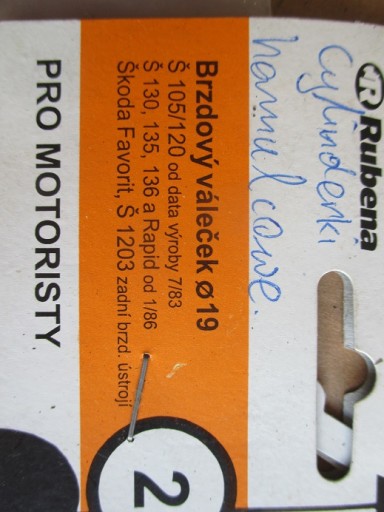 Rubena
cylinderki
hamulcowe.
Brzdový váleček ø 19
Š 105/120 od data výroby 7/83
Š 130, 135, 136 a Rapid od 1/86
Škoda Favorit, Š 1203 zadní brzd. ústrojí
PRO MOTORISTY
2